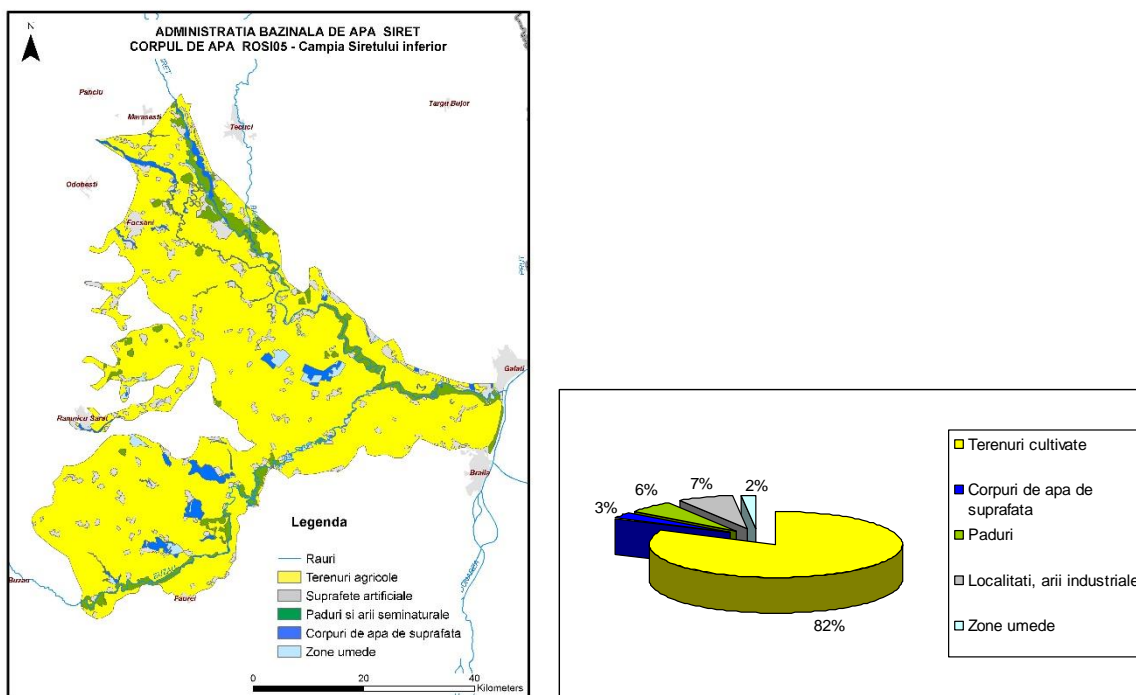 N
ADMINISTRATIA BAZINALA DE APA SIRET
CORPUL DE APA ROSI05 - Campia Siretului inferior
Panciu
Targu Bujor
Marasesti
Tecuci
Odobesti
Focsani
Galati
Ramnicu Sarat
Braila
Buzau
Faurei
Legenda
Rauri
Terenuri agricole
Suprafete artificiale
Paduri si arii seminaturale
Corpuri de apa de suprafata
Zone umede
0 20 40
Kilometers
3%
6%
7%
2%
82%
Terenuri cultivate
Corpuri de apa de
suprafata
Paduri
Localitati, arii industriale
Zone umede